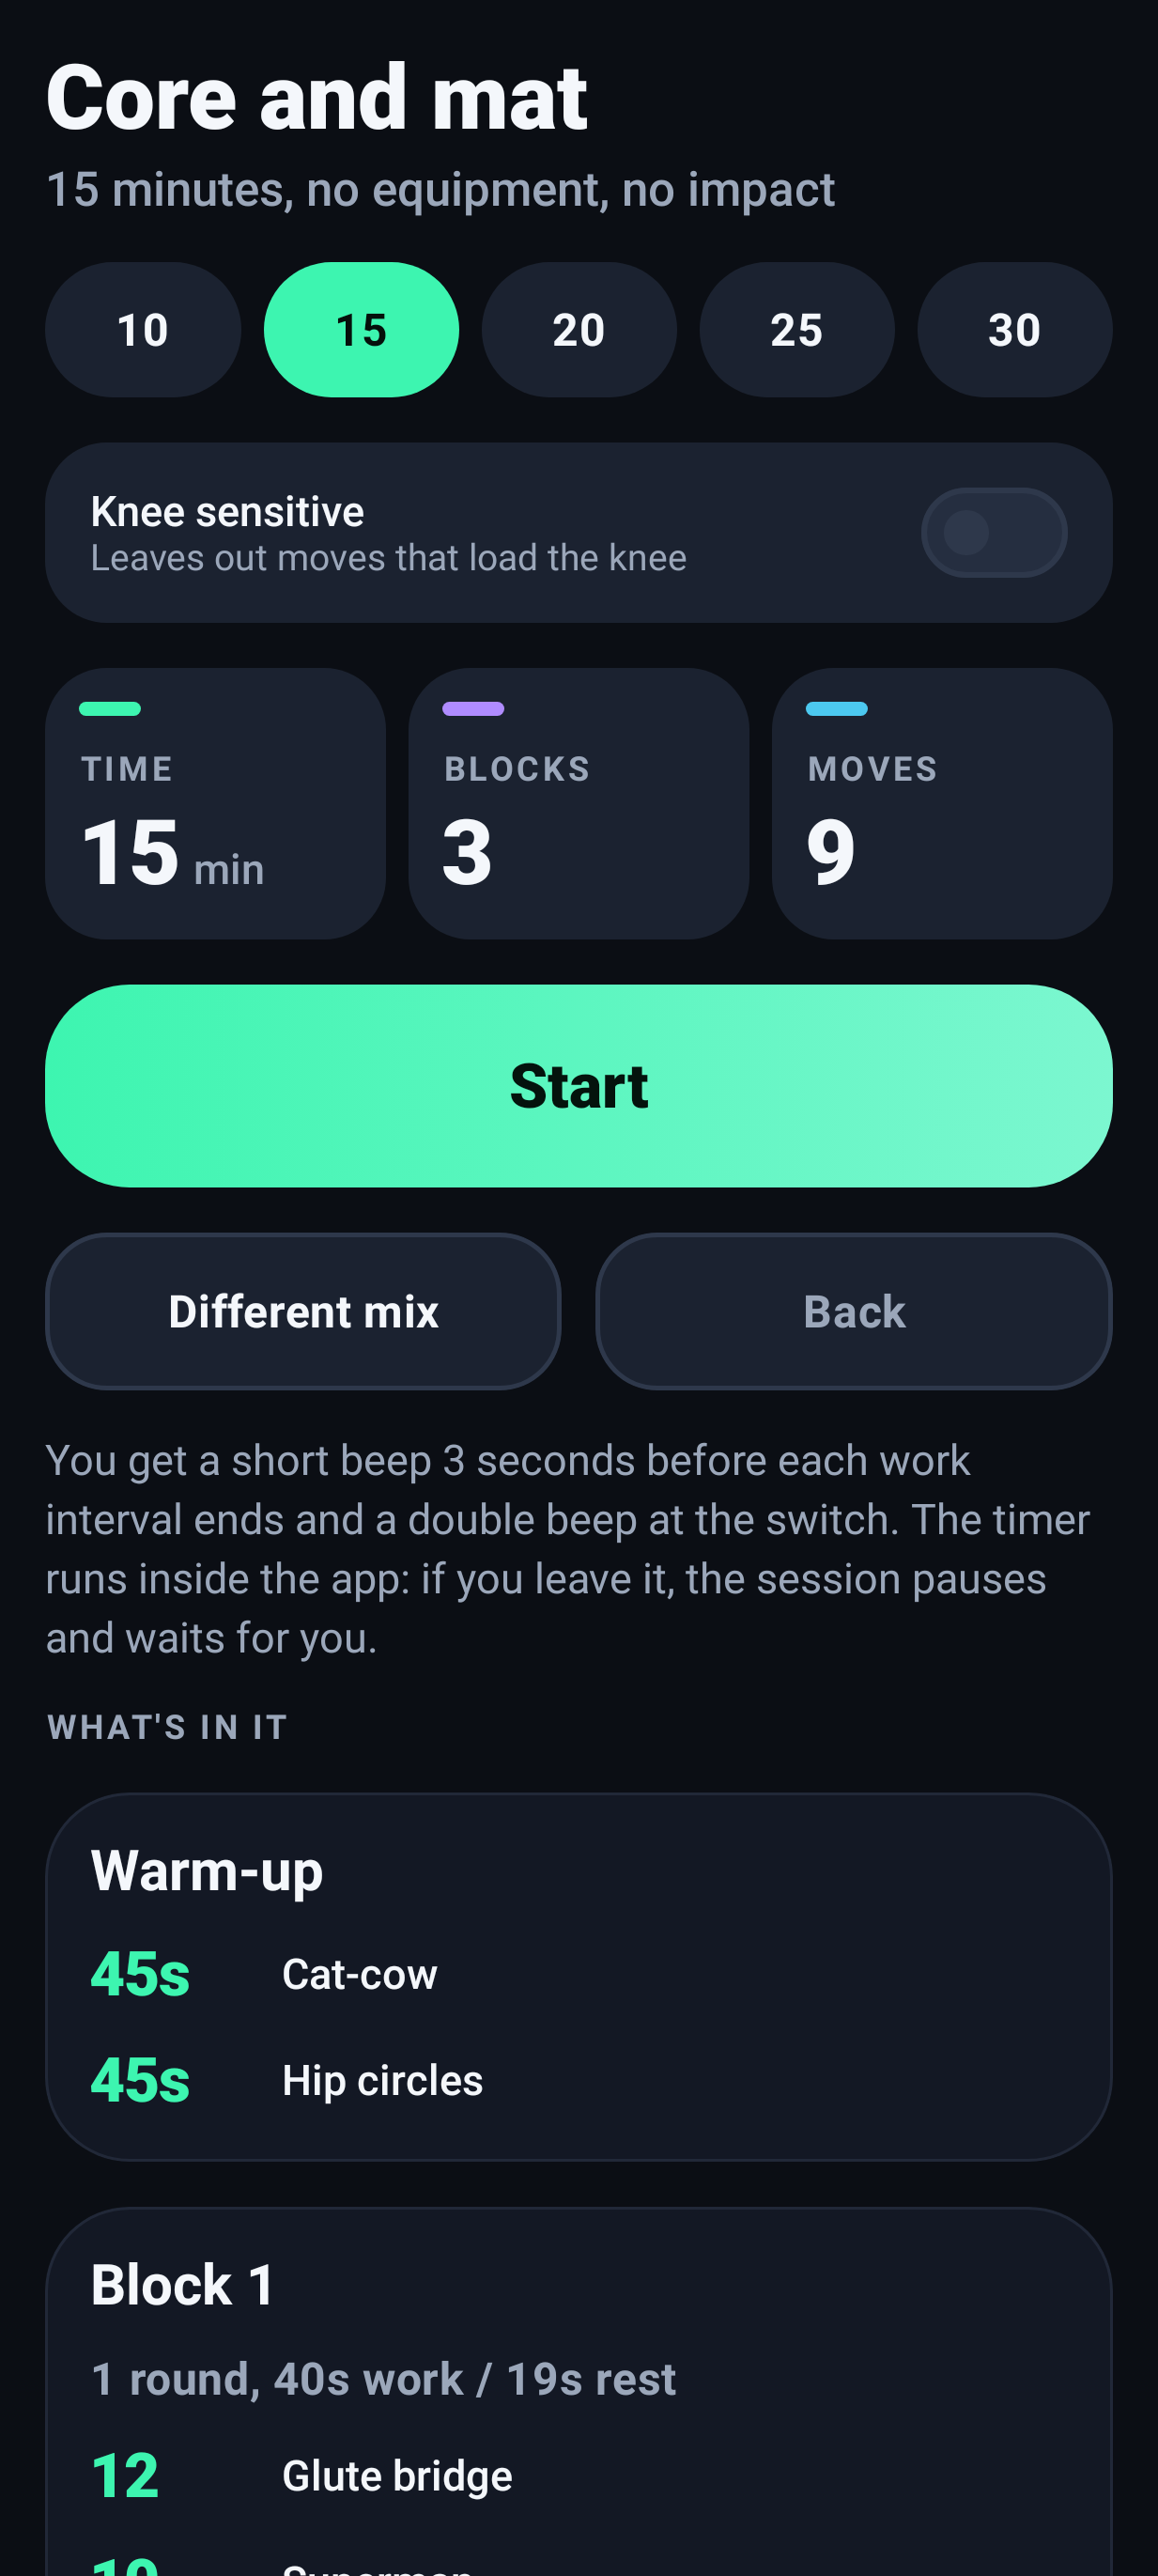 Core and mat
15 minutes, no equipment, no impact
10 15 20 25 30
Knee sensitive
Leaves out moves that load the knee
TIME BLOCKS MOVES
15 min 3 9
Start
Different mix Back
You get a short beep 3 seconds before each work
interval ends and a double beep at the switch. The timer
runs inside the app: if you leave it, the session pauses
and waits for you.
WHAT'S IN IT
Warm-up
45s Cat-cow
45s Hip circles
Block 1
1 round, 40s work / 19s rest
12 Glute bridge